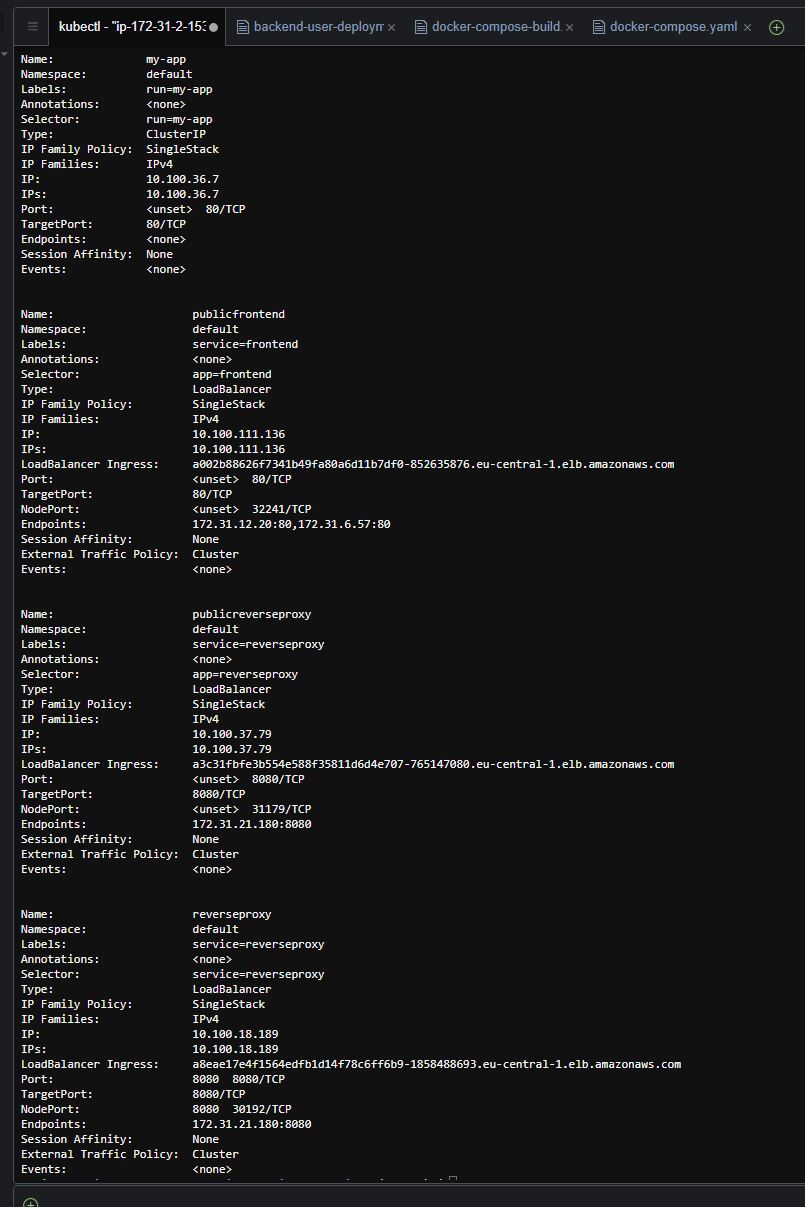 kubectl - "ip-172-31-2-153
backend-user-deploym
docker-compose-build.
docker-compose.yaml
Name: my-app
Namespace: default
Labels: run=my-app
Annotations: <none>
Selector: run=my-app
Type: ClusterIP
IP Family Policy: SingleStack
IP Families: IPv4
IP: 10.100.36.7
IPs: 10.100.36.7
Port: <unset> 80/TCP
TargetPort: 80/TCP
Endpoints: <none>
Session Affinity: None
Events: <none>
Name: publicfrontend
Namespace: default
Labels: service=frontend
Annotations: <none>
Selector: app=frontend
Type: LoadBalancer
IP Family Policy: SingleStack
IP Families: IPv4
IP: 10.100.111.136
IPs: 10.100.111.136
LoadBalancer Ingress: a002b88626f7341b49fa80a6d11b7df0-852635876.eu-central-1.elb.amazonaws.com
Port: <unset> 80/TCP
TargetPort: 80/TCP
NodePort: <unset> 32241/TCP
Endpoints: 172.31.12.20:80,172.31.6.57:80
Session Affinity: None
External Traffic Policy: Cluster
Events: <none>
Name: publicreverseproxy
Namespace: default
Labels: service=reverseproxy
Annotations: <none>
Selector: app=reverseproxy
Type: LoadBalancer
IP Family Policy: SingleStack
IP Families: IPv4
IP: 10.100.37.79
IPs: 10.100.37.79
LoadBalancer Ingress: a3c31fbfe3b554e588f35811d6d4e707-765147080.eu-central-1.elb.amazonaws.com
Port: <unset> 8080/TCP
TargetPort: 8080/TCP
NodePort: <unset> 31179/TCP
Endpoints: 172.31.21.180:8080
Session Affinity: None
External Traffic Policy: Cluster
Events: <none>
Name: reverseproxy
Namespace: default
Labels: service=reverseproxy
Annotations: <none>
Selector: service=reverseproxy
Type: LoadBalancer
IP Family Policy: SingleStack
IP Families: IPv4
IP: 10.100.18.189
IPs: 10.100.18.189
LoadBalancer Ingress: a8eae17e4f1564edfb1d14f78c6ff6b9-1858488693.eu-central-1.elb.amazonaws.com
Port: 8080 8080/TCP
TargetPort: 8080/TCP
NodePort: 8080 30192/TCP
Endpoints: 172.31.21.180:8080
Session Affinity: None
External Traffic Policy: Cluster
Events: <none>